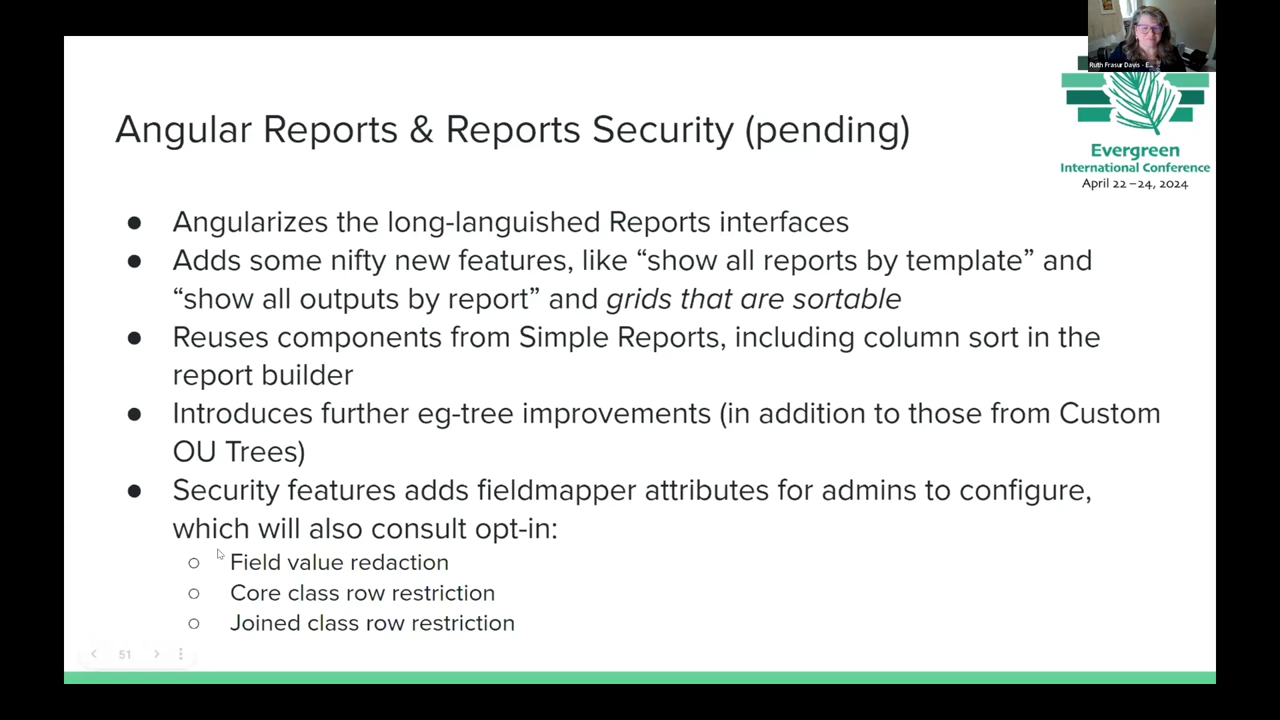 Ruth Frasur Davis - E...
Angular Reports & Reports Security (pending)
Evergreen
International Conference
April 22–24, 2024
● Angularizes the long-languished Reports interfaces
● Adds some nifty new features, like “show all reports by template” and
“show all outputs by report” and grids that are sortable
● Reuses components from Simple Reports, including column sort in the
report builder
● Introduces further eg-tree improvements (in addition to those from Custom
OU Trees)
● Security features adds fieldmapper attributes for admins to configure,
which will also consult opt-in:
○ Field value redaction
○ Core class row restriction
○ Joined class row restriction
51